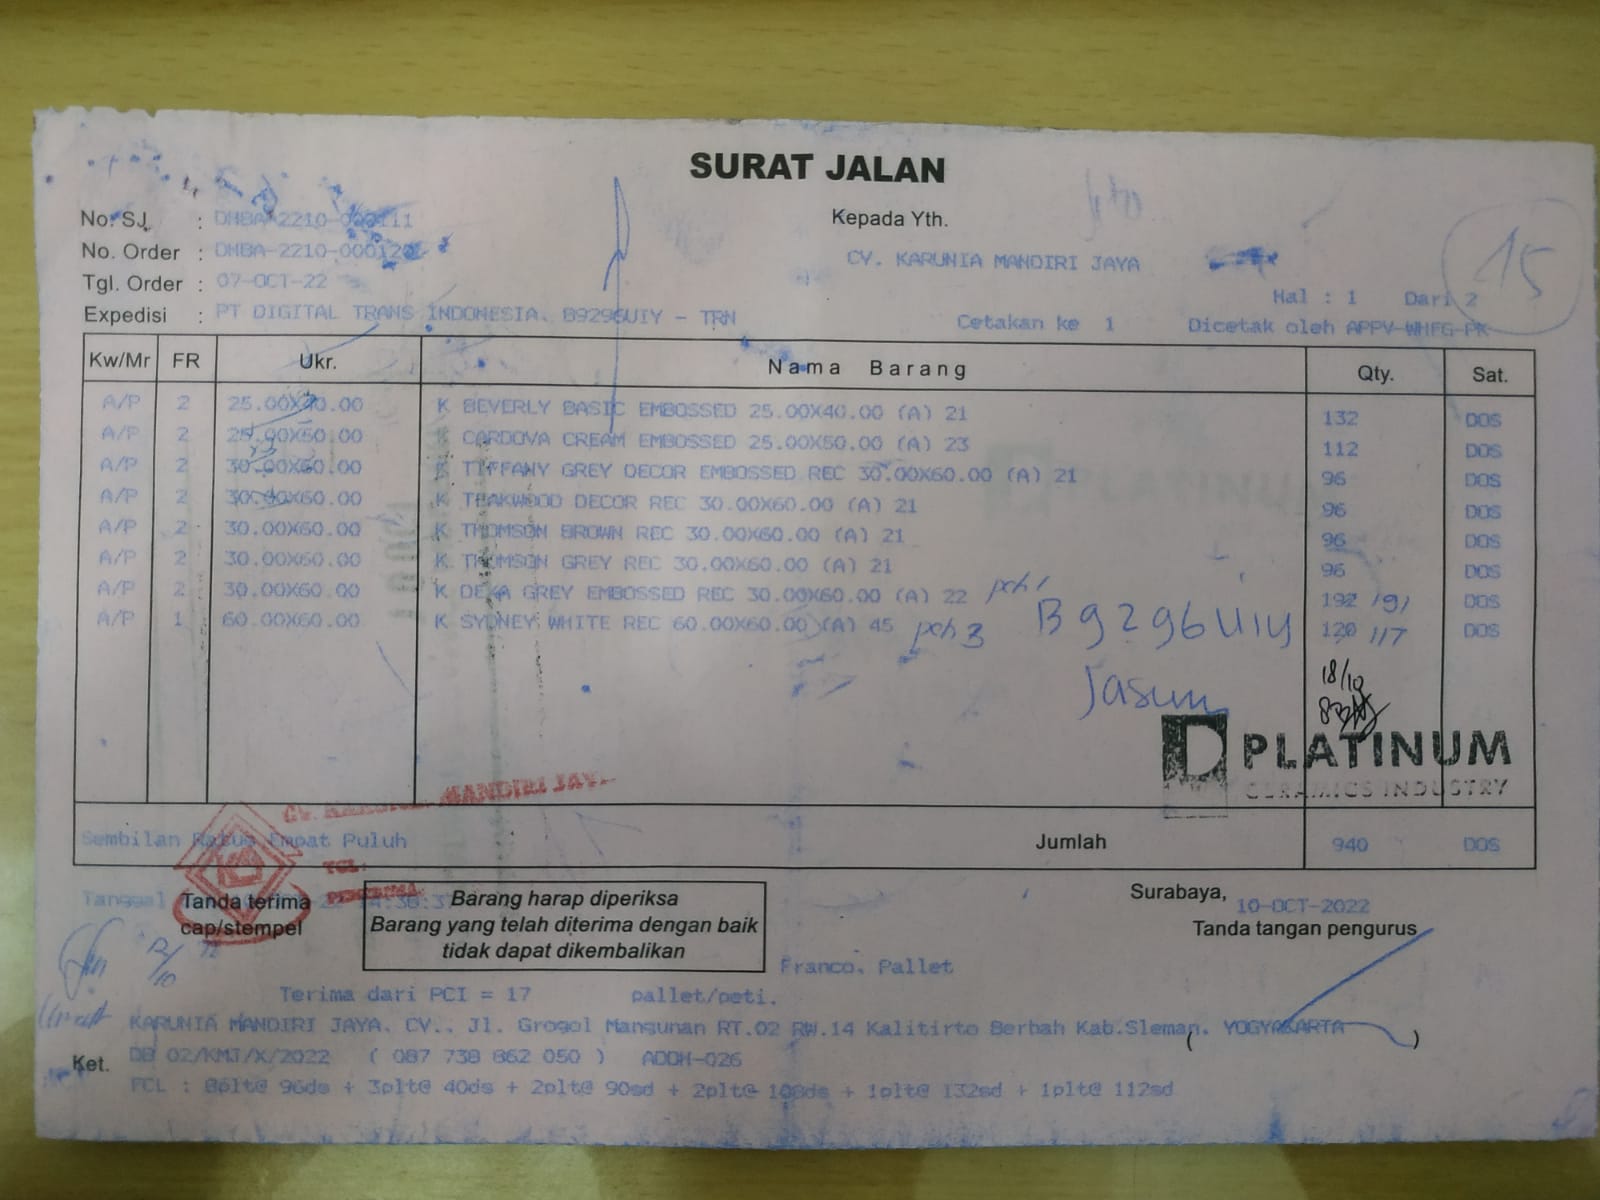 SURAT JALAN
No. SJ : DMBA-2210-000111
Kepada Yth.
No. Order : DMBA-2210-000120
CV. KARUNIA MANDIRI JAYA
Tgl. Order : 07-OCT-22
Hal : 1 Dari 2
15
Expedisi : PT DIGITAL TRANS INDONESIA. B9296UIY - TRN
Cetakan ke 1 Dicetak oleh APPV-WHFG-PK
Kw/Mr FR Ukr. Nama Barang Qty. Sat.
A/P 2 25.00X40.00 K BEVERLY BASIC EMBOSSED 25.00X40.00 (A) 21 132 DOS
A/P 2 25.00X50.00 K CARDOVA CREAM EMBOSSED 25.00X50.00 (A) 23 112 DOS
A/P 2 30.00X60.00 K TIFFANY GREY DECOR EMBOSSED REC 30.00X60.00 (A) 21 96 DOS
A/P 2 30.00X60.00 K TEAKWOOD DECOR REC 30.00X60.00 (A) 21 96 DOS
A/P 2 30.00X60.00 K THOMSON BROWN REC 30.00X60.00 (A) 21 96 DOS
A/P 2 30.00X60.00 K THOMSON GREY REC 30.00X60.00 (A) 21 96 DOS
A/P 2 30.00X60.00 K DEKA GREY EMBOSSED REC 30.00X60.00 (A) 22 pch 1 192 191 DOS
A/P 1 60.00X60.00 K SYDNEY WHITE REC 60.00X60.00 (A) 45 pch 3 120 117 DOS
B9296UIY
18/10
PLATINUM
CERAMICS INDUSTRY
MANDIRI JAYA
Sembilan Ratus Empat Puluh Jumlah 940 DOS
TGL:
PENERIMA:
Tanggal
Tanda terima
cap/stempel
12/10
Barang harap diperiksa
Barang yang telah diterima dengan baik
tidak dapat dikembalikan
Surabaya, 10-OCT-2022
Tanda tangan pengurus
Franco. Pallet
Terima dari PCI = 17 pallet/peti.
KARUNIA MANDIRI JAYA. CV.. Jl. Grogol Mangunan RT.02 RW.14 Kalitirto Berbah Kab.Sleman. YOGYAKARTA
( )
Ket. DB 02/KMJ/X/2022 ( 087 738 862 050 ) ADDH-026
FCL : 8plt@ 96ds + 3plt@ 40ds + 2plt@ 90sd + 2plt@ 108ds + 1plt@ 132sd + 1plt@ 112sd